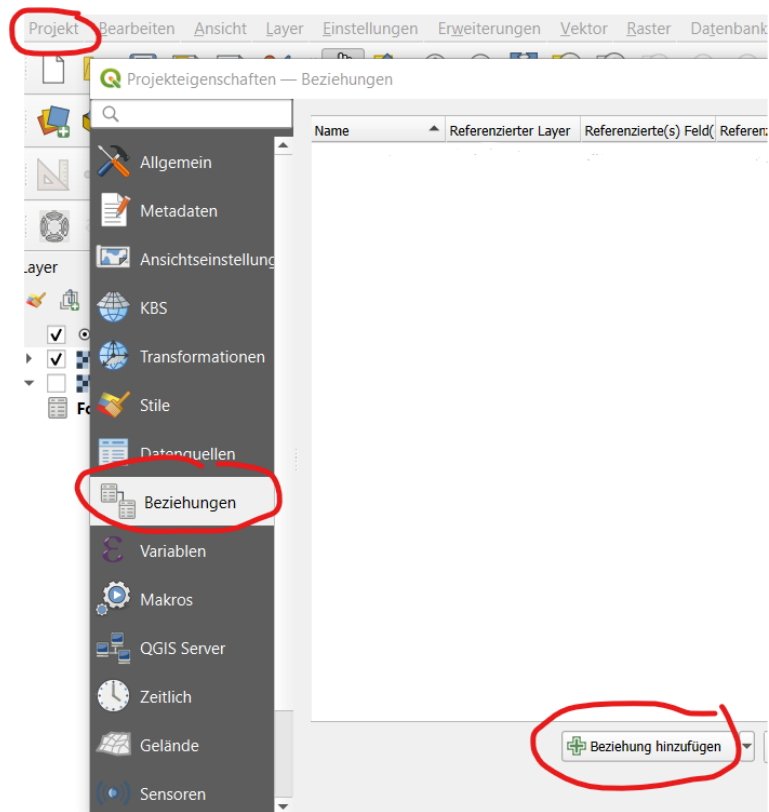 Projekt Bearbeiten Ansicht Layer Einstellungen Erweiterungen Vektor Raster Datenbank
Projekteigenschaften — Beziehungen
Name Referenzierter Layer Referenzierte(s) Feld( Referenz
Allgemein
Metadaten
Ansichtseinstellung
KBS
Transformationen
Stile
Datenquellen
Beziehungen
Variablen
Makros
QGIS Server
Zeitlich
Gelände
Sensoren
Layer
Fo
Beziehung hinzufügen